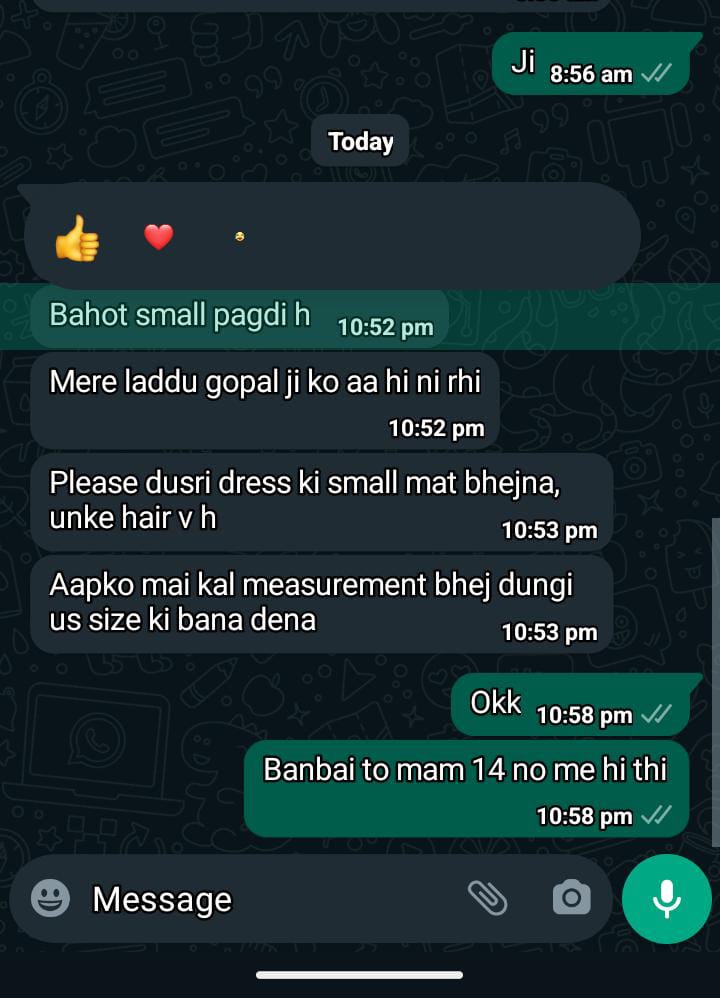 Ji 8:56 am
Today
Bahot small pagdi h 10:52 pm
Mere laddu gopal ji ko aa hi ni rhi
10:52 pm
Please dusri dress ki small mat bhejna,
unke hair v h 10:53 pm
Aapko mai kal measurement bhej dungi
us size ki bana dena 10:53 pm
Okk 10:58 pm
Banbai to mam 14 no me hi thi
10:58 pm
Message